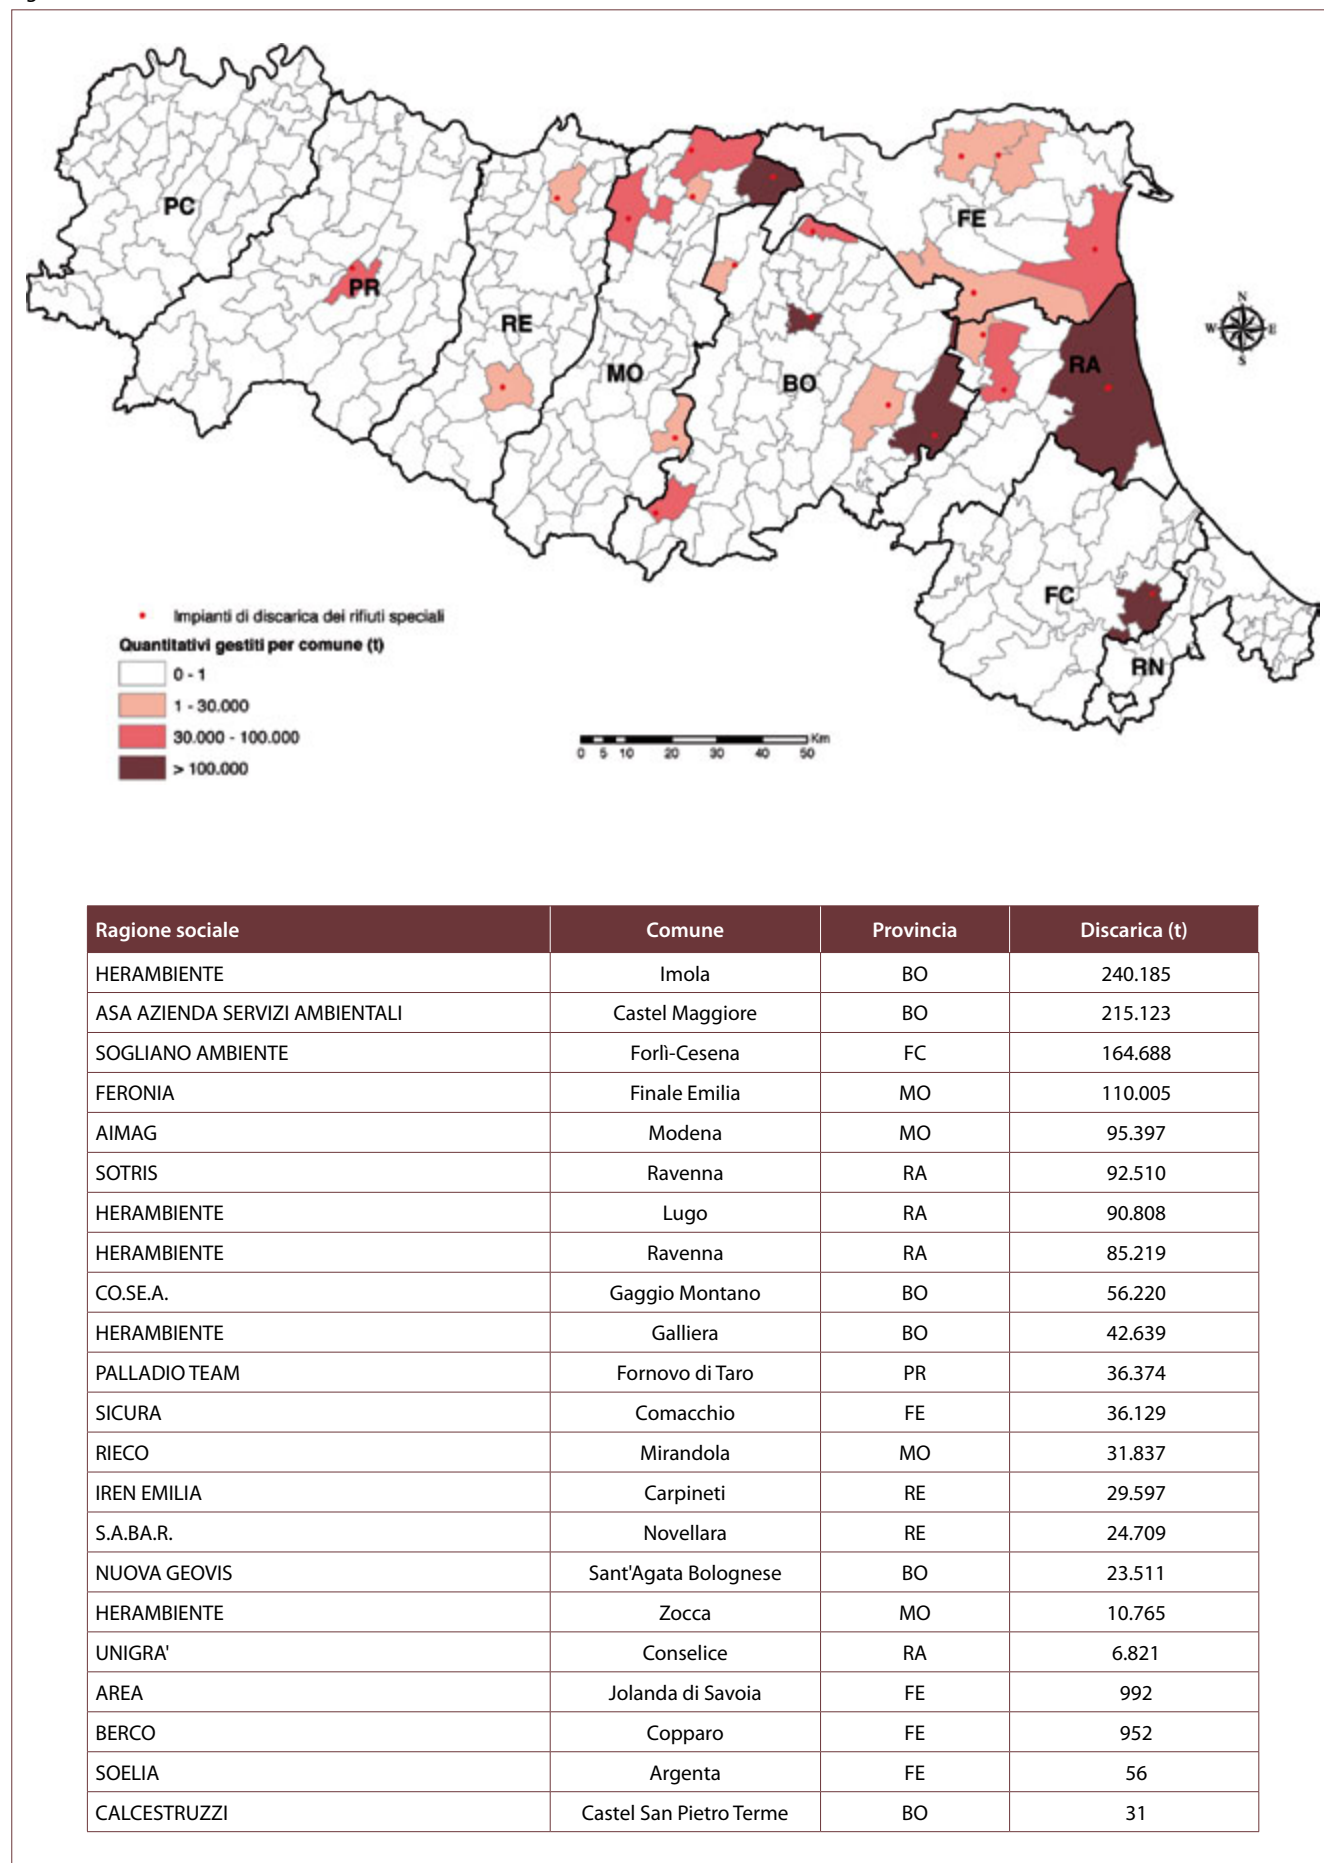 PC
PR
RE
MO
BO
FE
RA
FC
RN
N
W
E
S
Impianti di discarica dei rifiuti speciali
Quantitativi gestiti per comune (t)
0 - 1
1 - 30.000
30.000 - 100.000
> 100.000
Km
0 5 10 20 30 40 50
Ragione sociale Comune Provincia Discarica (t)
HERAMBIENTE Imola BO 240.185
ASA AZIENDA SERVIZI AMBIENTALI Castel Maggiore BO 215.123
SOGLIANO AMBIENTE Forlì-Cesena FC 164.688
FERONIA Finale Emilia MO 110.005
AIMAG Modena MO 95.397
SOTRIS Ravenna RA 92.510
HERAMBIENTE Lugo RA 90.808
HERAMBIENTE Ravenna RA 85.219
CO.SE.A. Gaggio Montano BO 56.220
HERAMBIENTE Galliera BO 42.639
PALLADIO TEAM Fornovo di Taro PR 36.374
SICURA Comacchio FE 36.129
RIECO Mirandola MO 31.837
IREN EMILIA Carpineti RE 29.597
S.A.BA.R. Novellara RE 24.709
NUOVA GEOVIS Sant'Agata Bolognese BO 23.511
HERAMBIENTE Zocca MO 10.765
UNIGRA' Conselice RA 6.821
AREA Jolanda di Savoia FE 992
BERCO Copparo FE 952
SOELIA Argenta FE 56
CALCESTRUZZI Castel San Pietro Terme BO 31